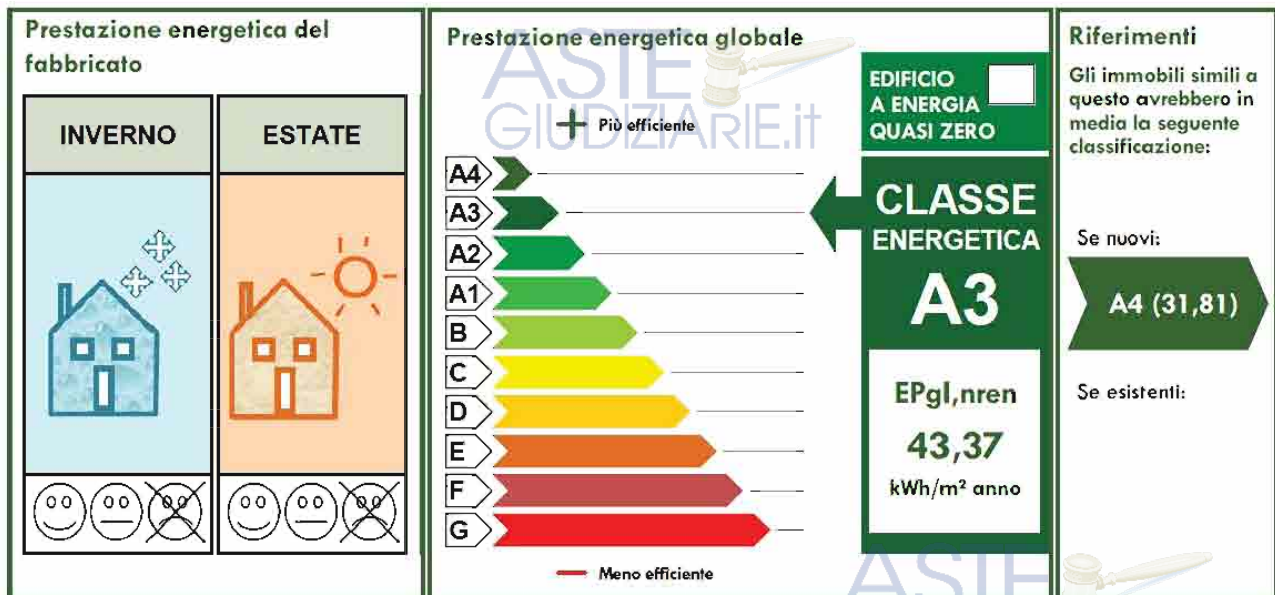 Prestazione energetica del
fabbricato
INVERNO
ESTATE
Prestazione energetica globale
ASTE
GIUDIZIARIE.it
Più efficiente
A4
A3
A2
A1
B
C
D
E
F
G
Meno efficiente
EDIFICIO
A ENERGIA
QUASI ZERO
CLASSE
ENERGETICA
A3
EPgl,nren
43,37
kWh/m² anno
Riferimenti
Gli immobili simili a
questo avrebbero in
media la seguente
classificazione:
Se nuovi:
A4 (31,81)
Se esistenti:
ASTE